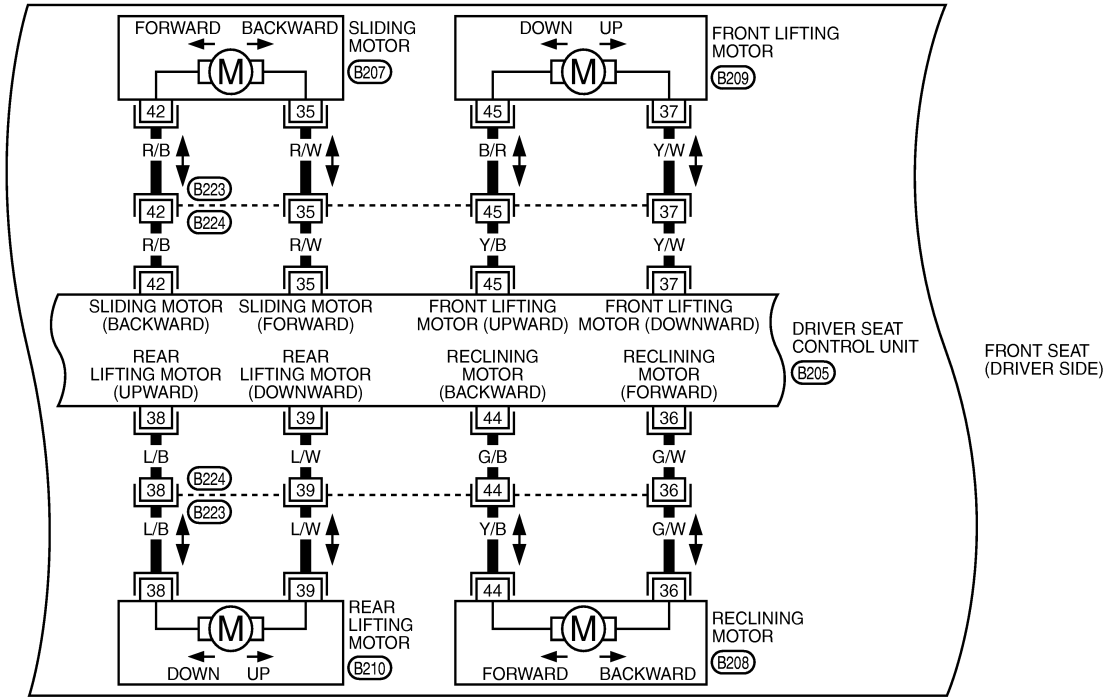 FORWARD BACKWARD
SLIDING
MOTOR
B207
M
DOWN UP
FRONT LIFTING
MOTOR
B209
M
42 35 45 37
R/B R/W B/R Y/W
B223
42 35 45 37
B224
R/B R/W Y/B Y/W
42 35 45 37
SLIDING MOTOR
(BACKWARD)
SLIDING MOTOR
(FORWARD)
FRONT LIFTING
MOTOR (UPWARD)
FRONT LIFTING
MOTOR (DOWNWARD)
DRIVER SEAT
CONTROL UNIT
B205
FRONT SEAT
(DRIVER SIDE)
REAR
LIFTING MOTOR
(UPWARD)
REAR
LIFTING MOTOR
(DOWNWARD)
RECLINING
MOTOR
(BACKWARD)
RECLINING
MOTOR
(FORWARD)
38 39 44 36
L/B L/W G/B G/W
B224
38 39 44 36
B223
L/B L/W Y/B G/W
38 39 44 36
M
DOWN UP
REAR
LIFTING
MOTOR
B210
M
FORWARD BACKWARD
RECLINING
MOTOR
B208